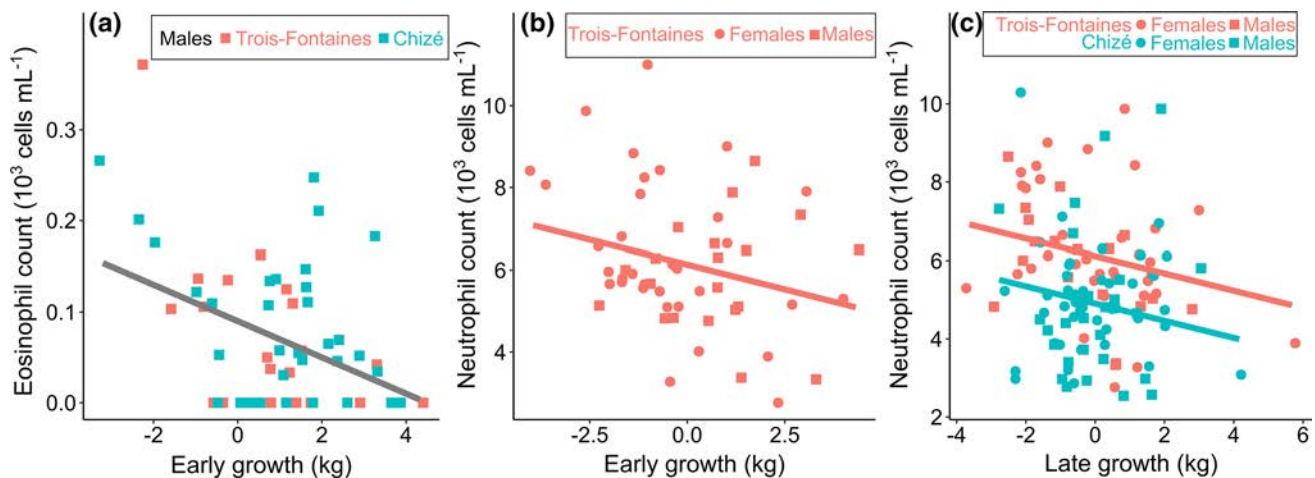 (a)
Males Trois-Fontaines Chizé
Eosinophil count (10³ cells mL⁻¹)
0.3
0.2
0.1
0.0
-2 0 2 4
Early growth (kg)
(b)
Trois-Fontaines Females Males
Neutrophil count (10³ cells mL⁻¹)
10
8
6
4
-2.5 0.0 2.5
Early growth (kg)
(c)
Trois-Fontaines Females Males
Chizé Females Males
Neutrophil count (10³ cells mL⁻¹)
10
8
6
4
2
-4 -2 0 2 4 6
Late growth (kg)